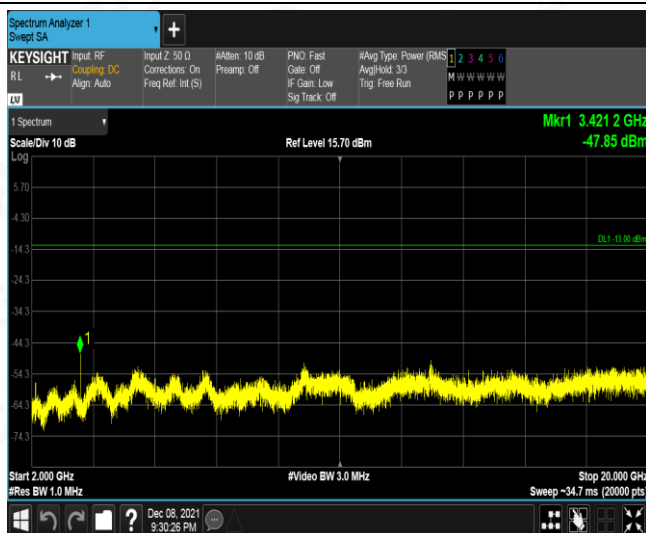 Spectrum Analyzer 1
Swept SA
+
KEYSIGHT
RL
LXI
Input: RF
Coupling: DC
Align: Auto
Input Z: 50 Ω
Corrections: On
Freq Ref: Int (S)
#Atten: 10 dB
Preamp: Off
PNO: Fast
Gate: Off
IF Gain: Low
Sig Track: Off
#Avg Type: Power (RMS
Avg|Hold: 3/3
Trig: Free Run
1 2 3 4 5 6
M W W W W W
P P P P P P
1 Spectrum
Scale/Div 10 dB
Ref Level 15.70 dBm
Mkr1 3.421 2 GHz
-47.85 dBm
Log
5.70
-4.30
DL1 -13.00 dBm
-14.3
-24.3
-34.3
-44.3
1
-54.3
-64.3
-74.3
Start 2.000 GHz
#Res BW 1.0 MHz
#Video BW 3.0 MHz
Stop 20.000 GHz
Sweep ~34.7 ms (20000 pts)
?
Dec 08, 2021
9:30:26 PM